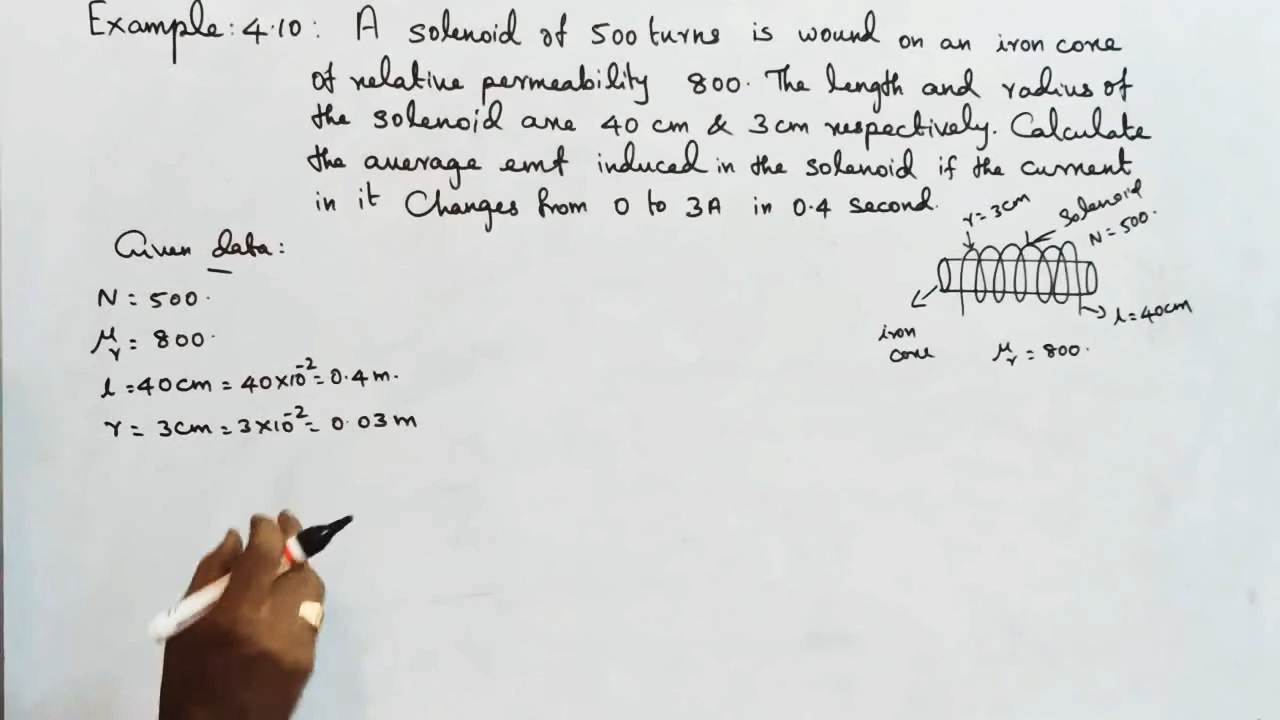 Example: 4.10: A solenoid of 500 turns is wound on an iron core
of relative permeability 800. The length and radius of
the solenoid are 40 cm & 3 cm respectively. Calculate
the average emf induced in the solenoid if the current
in it Changes from 0 to 3A in 0.4 second.
Given data:
N = 500.
μr = 800.
l = 40cm = 40×10⁻² = 0.4 m.
r = 3cm = 3×10⁻² = 0.03 m
r = 3cm
Solenoid
N = 500.
l = 40cm
iron
core
μr = 800.